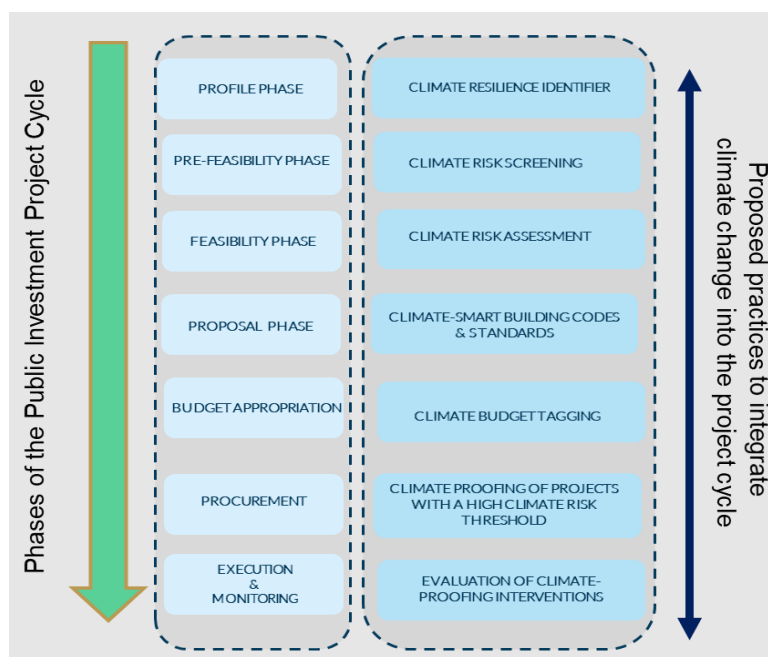 Phases of the Public Investment Project Cycle
PROFILE PHASE
CLIMATE RESILIENCE IDENTIFIER
PRE-FEASIBILITY PHASE
CLIMATE RISK SCREENING
FEASIBILITY PHASE
CLIMATE RISK ASSESSMENT
PROPOSAL PHASE
CLIMATE-SMART BUILDING CODES
& STANDARDS
BUDGET APPROPRIATION
CLIMATE BUDGET TAGGING
PROCUREMENT
CLIMATE PROOFING OF PROJECTS
WITH A HIGH CLIMATE RISK
THRESHOLD
EXECUTION
&
MONITORING
EVALUATION OF CLIMATE-
PROOFING INTERVENTIONS
Proposed practices to integrate
climate change into the project cycle